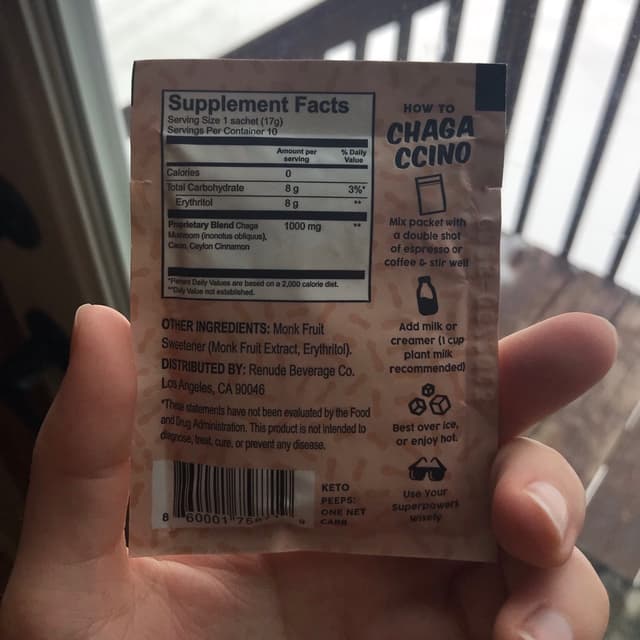 Supplement Facts
Serving Size 1 sachet (17g)
Servings Per Container 10
Amount per serving
% Daily Value
Calories 0
Total Carbohydrate 8 g 3%*
Erythritol 8 g **
Proprietary Blend Chaga 1000 mg **
Mushroom (inonotus obliquus),
Cacao, Ceylon Cinnamon
*Percent Daily Values are based on a 2,000 calorie diet.
**Daily Value not established.
OTHER INGREDIENTS: Monk Fruit
Sweetener (Monk Fruit Extract, Erythritol).
DISTRIBUTED BY: Renude Beverage Co.
Los Angeles, CA 90046
*These statements have not been evaluated by the Food
and Drug Administration. This product is not intended to
diagnose, treat, cure, or prevent any disease.
8 60001
KETO
PEEPS:
ONE NET
CARB
HOW TO
CHAGA
CCINO
Mix packet with
a double shot
of espresso or
coffee & stir well
Add milk or
creamer (1 cup
plant milk
recommended)
Best over ice,
or enjoy hot.
Use Your
Superpowers
wisely.